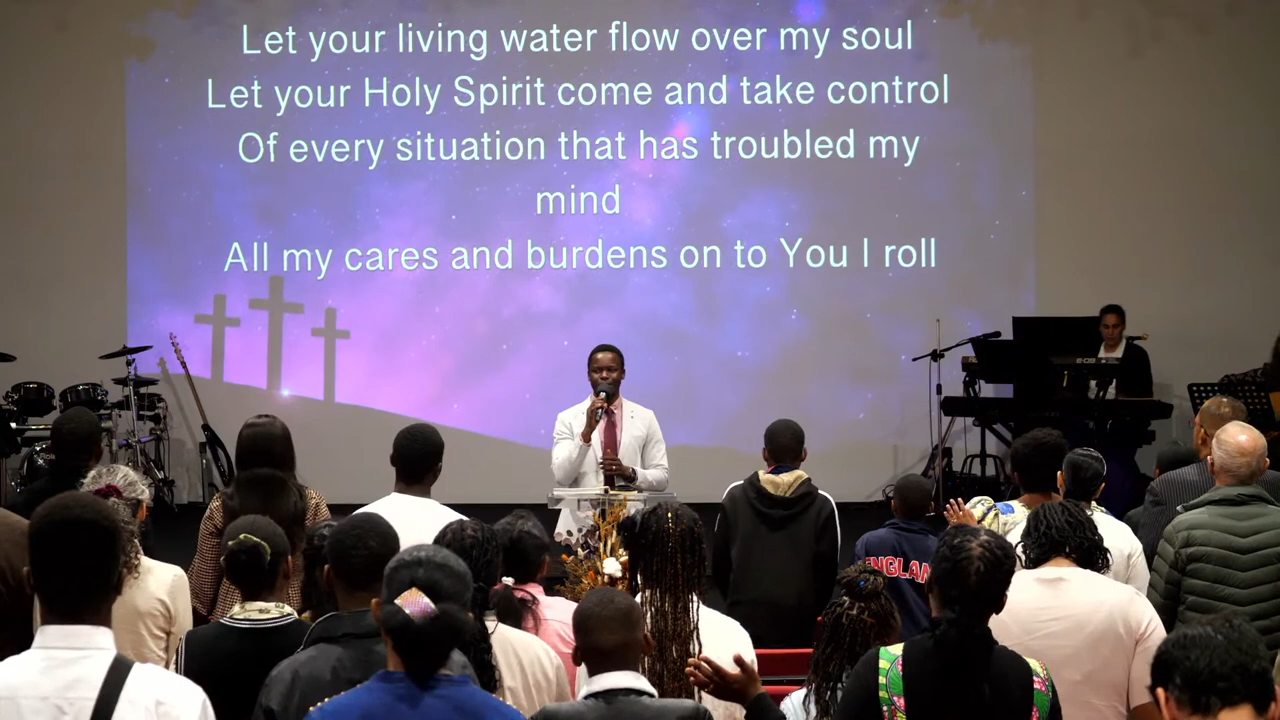 Let your living water flow over my soul
Let your Holy Spirit come and take control
Of every situation that has troubled my
mind
All my cares and burdens on to You I roll
ENGLAN